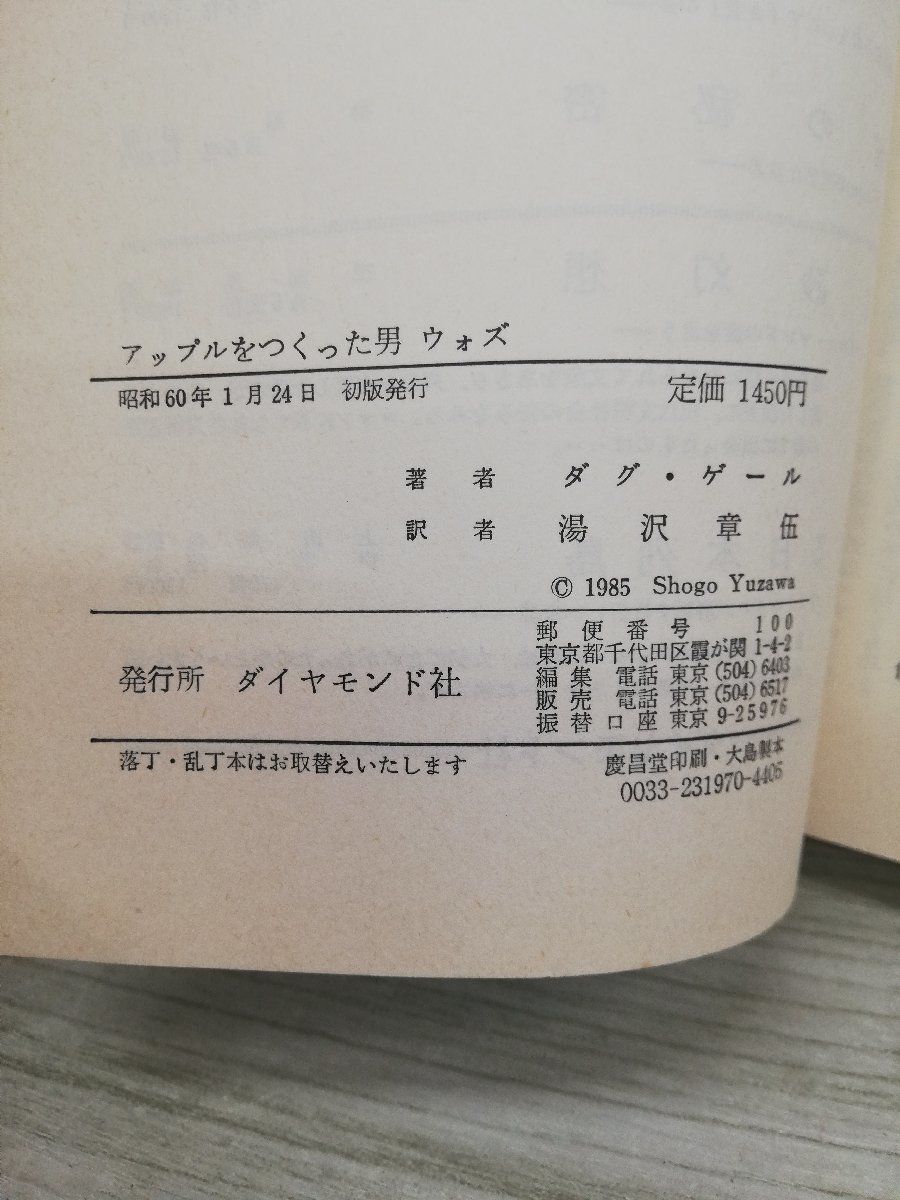 アップルをつくった男 ウォズ
昭和60年1月24日 初版発行 定価 1450円
著者 ダグ・ゲール
訳者 湯沢章伍
© 1985 Shogo Yuzawa
発行所 ダイヤモンド社
郵便番号 100
東京都千代田区霞が関 1-4-2
編集 電話 東京 (504) 6403
販売 電話 東京 (504) 6517
振替口座 東京 9-25976
落丁・乱丁本はお取替えいたします
慶昌堂印刷・大島製本
0033-231970-4405